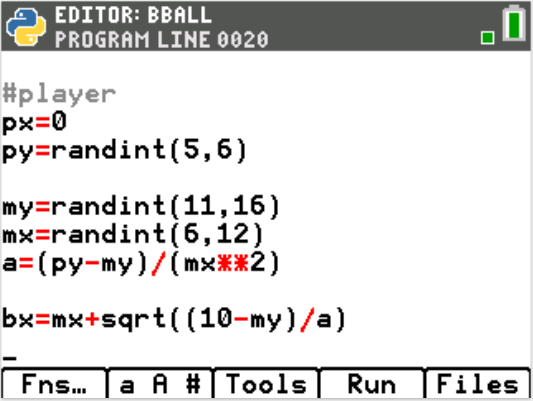 EDITOR: BBALL
PROGRAM LINE 0020
#player
px=0
py=randint(5,6)
my=randint(11,16)
mx=randint(6,12)
a=(py-my)/(mx**2)
bx=mx+sqrt((10-my)/a)
_
Fns… a A # Tools Run Files